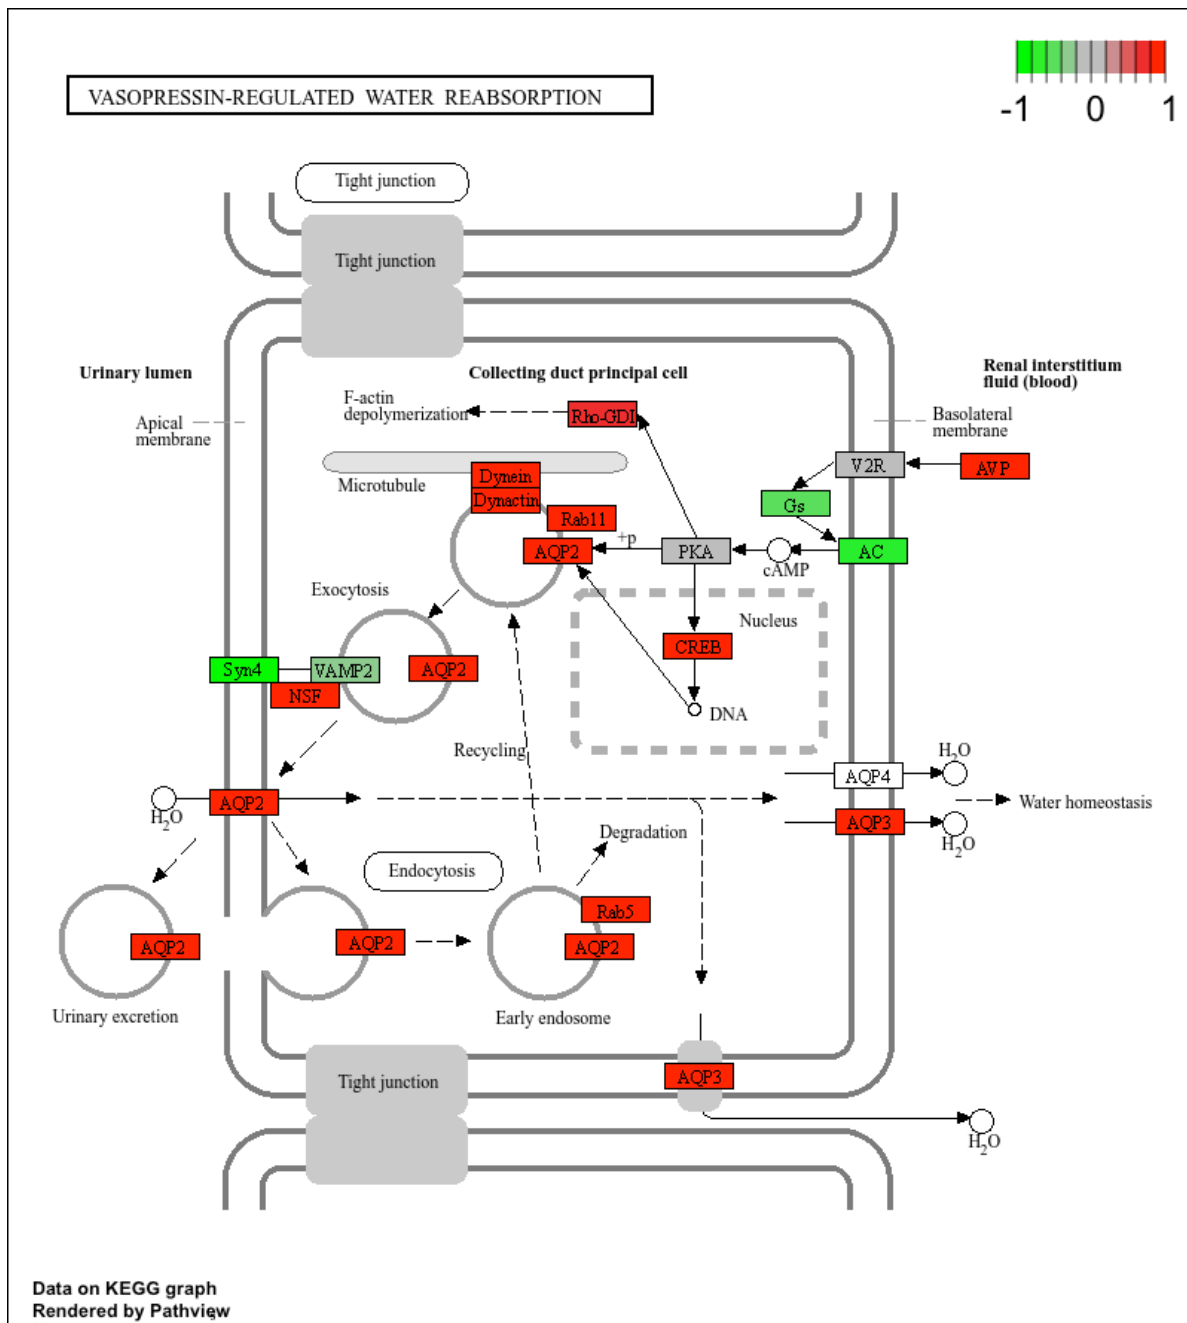 -1 0 1
VASOPRESSIN-REGULATED WATER REABSORPTION
Tight junction
Tight junction
Urinary lumen
Collecting duct principal cell
Renal interstitium
fluid (blood)
Apical
membrane
F-actin
depolymerization
Rho-GDI
Basolateral
membrane
Microtubule
Dynein
Dynactin
V2R
AVP
Gs
Rab11
AQP2
+p
PKA
cAMP
AC
Exocytosis
Nucleus
CREB
Syn4
VAMP2
NSF
AQP2
DNA
Recycling
H2O
AQP4
AQP2
H2O
AQP3
H2O
Water homeostasis
Degradation
Endocytosis
Rab5
AQP2
AQP2
AQP2
Urinary excretion
Early endosome
Tight junction
AQP3
H2O
Data on KEGG graph
Rendered by Pathview